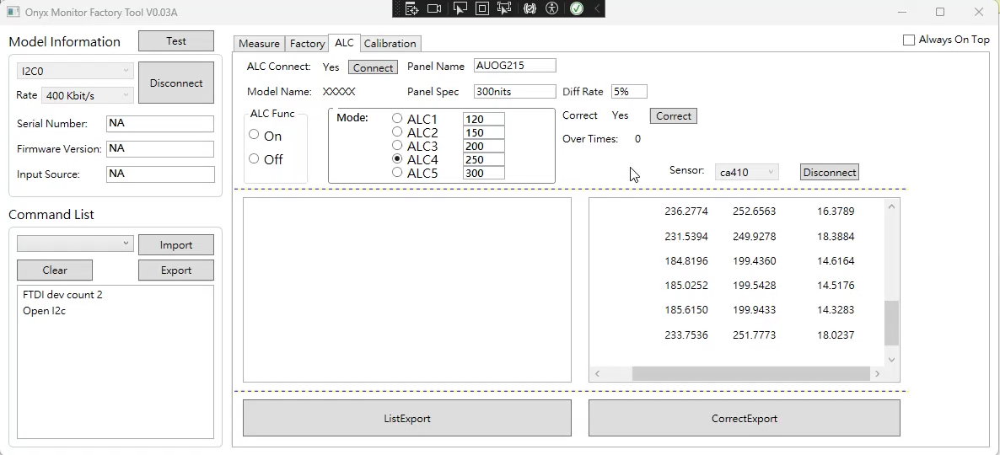 Onyx Monitor Factory Tool V0.03A
Model Information
Test
I2C0
Disconnect
Rate 400 Kbit/s
Serial Number: NA
Firmware Version: NA
Input Source: NA
Command List
Import
Clear
Export
FTDI dev count 2
Open I2c
Measure Factory ALC Calibration
Always On Top
ALC Connect: Yes Connect Panel Name AUOG215
Model Name: XXXXX Panel Spec 300nits Diff Rate 5%
ALC Func
On
Off
Mode:
ALC1 120
ALC2 150
ALC3 200
ALC4 250
ALC5 300
Correct Yes Correct
Over Times: 0
Sensor: ca410 Disconnect
236.2774 252.6563 16.3789
231.5394 249.9278 18.3884
184.8196 199.4360 14.6164
185.0252 199.5428 14.5176
185.6150 199.9433 14.3283
233.7536 251.7773 18.0237
ListExport
CorrectExport